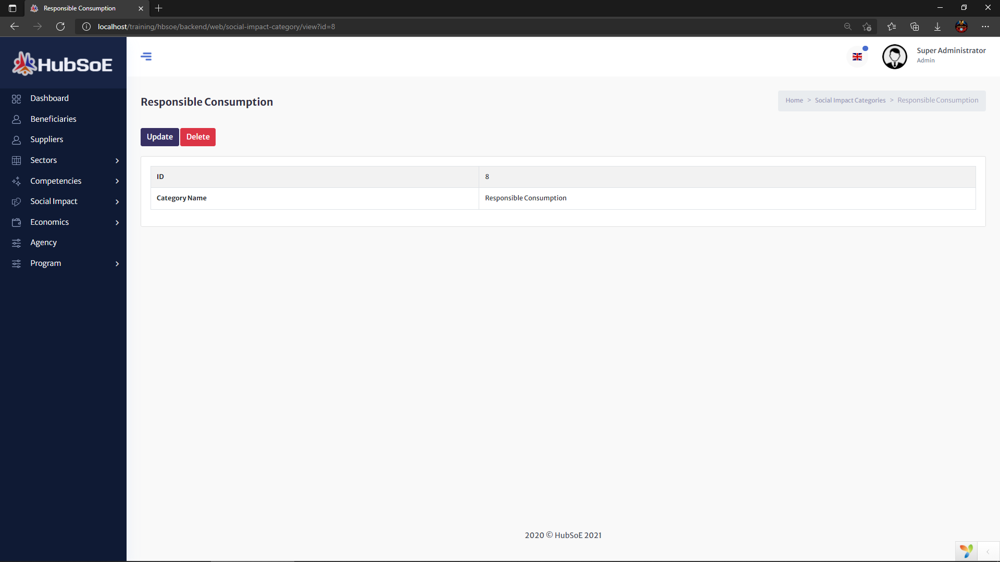 Responsible Consumption
localhost/training/hbsoe/backend/web/social-impact-category/view?id=8
HubSoE
Super Administrator
Admin
Dashboard
Beneficiaries
Suppliers
Sectors
Competencies
Social Impact
Economics
Agency
Program
Responsible Consumption
Home > Social Impact Categories > Responsible Consumption
Update Delete
ID 8
Category Name Responsible Consumption
2020 © HubSoE 2021